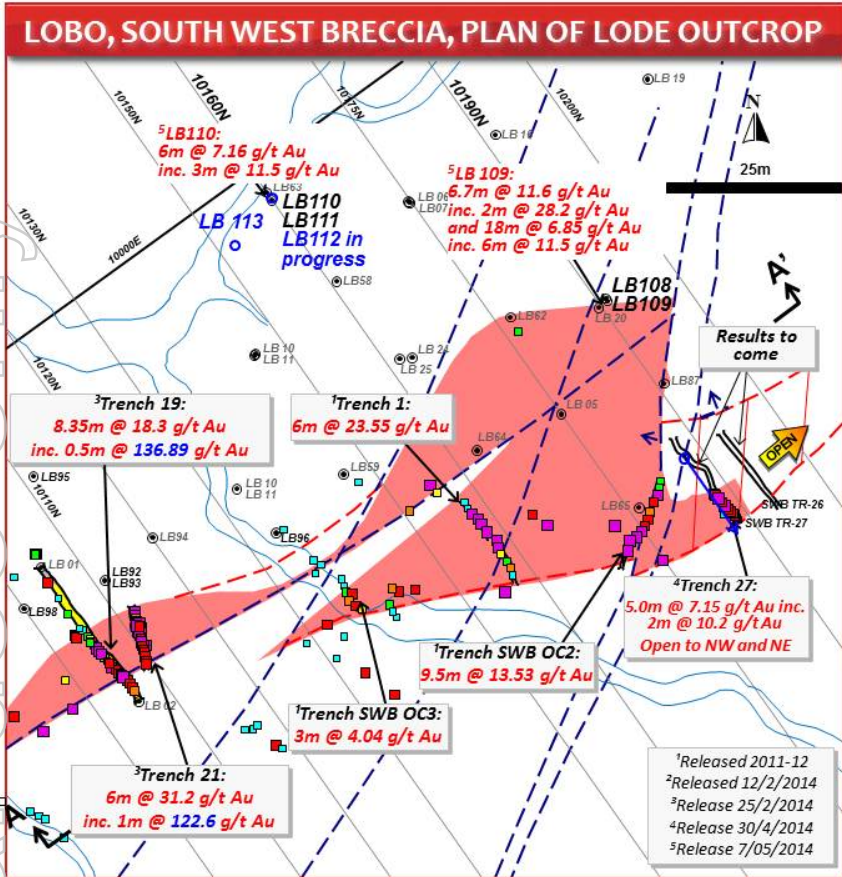 LOBO, SOUTH WEST BRECCIA, PLAN OF LODE OUTCROP
10150N
10160N
10175N
10190N
10200N
LB 19
N
25m
⁵LB110:
6m @ 7.16 g/t Au
inc. 3m @ 11.5 g/t Au
LB 16
⁵LB 109:
6.7m @ 11.6 g/t Au
inc. 2m @ 28.2 g/t Au
and 18m @ 6.85 g/t Au
inc. 6m @ 11.5 g/t Au
LB63
LB110
LB111
LB112 in
progress
LB 113
LB 06
LB07
10130N
10000E
LB58
A'
LB108
LB109
LB 20
LB62
Results to
come
LB 10
LB 11
LB 25
LB87
10120N
³Trench 19:
8.35m @ 18.3 g/t Au
inc. 0.5m @ 136.89 g/t Au
¹Trench 1:
6m @ 23.55 g/t Au
LB 05
OPEN
LB64
LB95
LB59
LB 10
LB 11
10110N
LB65
SWB TR-26
SWB TR-27
LB94
LB96
LB 01
LB92
LB93
LB98
⁴Trench 27:
5.0m @ 7.15 g/t Au inc.
2m @ 10.2 g/t Au
Open to NW and NE
¹Trench SWB OC2:
9.5m @ 13.53 g/t Au
LB 02
¹Trench SWB OC3:
3m @ 4.04 g/t Au
³Trench 21:
6m @ 31.2 g/t Au
inc. 1m @ 122.6 g/t Au
A
¹Released 2011-12
²Released 12/2/2014
³Release 25/2/2014
⁴Release 30/4/2014
⁵Release 7/05/2014